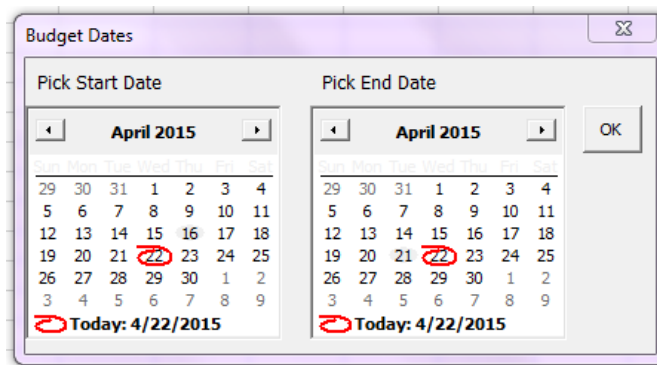 Budget Dates
Pick Start Date
April 2015
Sun Mon Tue Wed Thu Fri Sat
29 30 31 1 2 3 4
5 6 7 8 9 10 11
12 13 14 15 16 17 18
19 20 21 22 23 24 25
26 27 28 29 30 1 2
3 4 5 6 7 8 9
Today: 4/22/2015
Pick End Date
April 2015
Sun Mon Tue Wed Thu Fri Sat
29 30 31 1 2 3 4
5 6 7 8 9 10 11
12 13 14 15 16 17 18
19 20 21 22 23 24 25
26 27 28 29 30 1 2
3 4 5 6 7 8 9
Today: 4/22/2015
OK